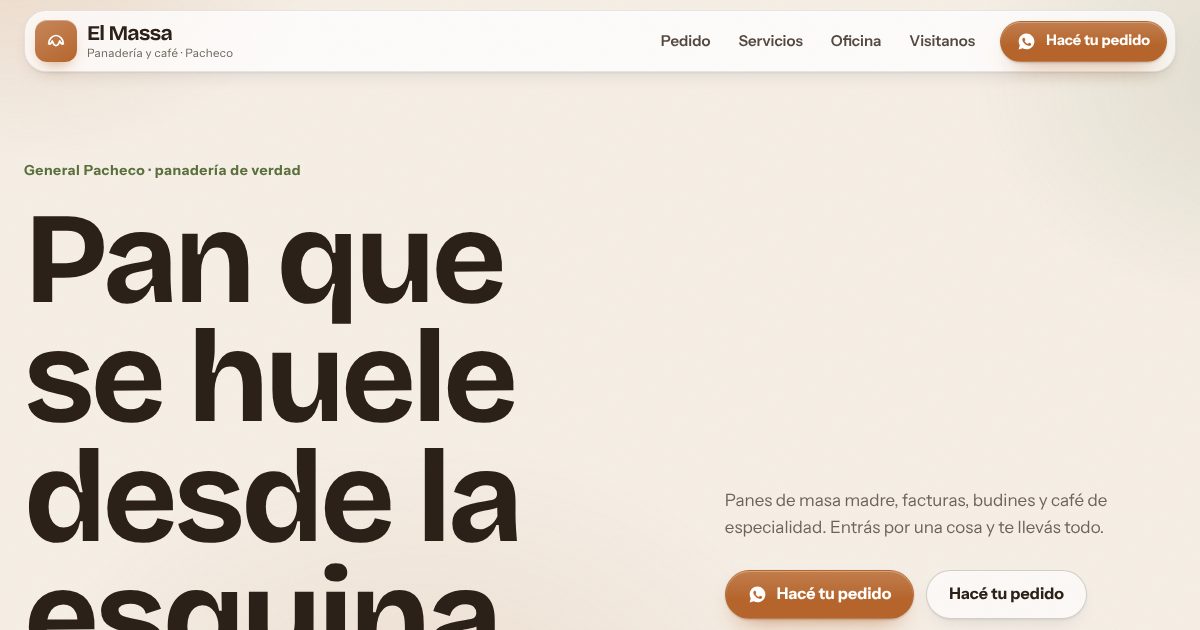 El Massa
Panadería y café · Pacheco
Pedido
Servicios
Oficina
Visitanos
Hacé tu pedido
General Pacheco · panadería de verdad
Pan que
se huele
desde la
esquina
Panes de masa madre, facturas, budines y café de
especialidad. Entrás por una cosa y te llevás todo.
Hacé tu pedido
Hacé tu pedido